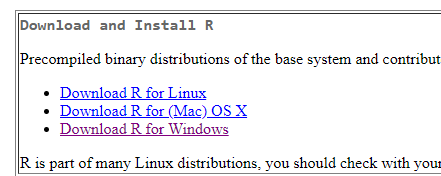 Download and Install R
Precompiled binary distributions of the base system and contribut
Download R for Linux
Download R for (Mac) OS X
Download R for Windows
R is part of many Linux distributions, you should check with your